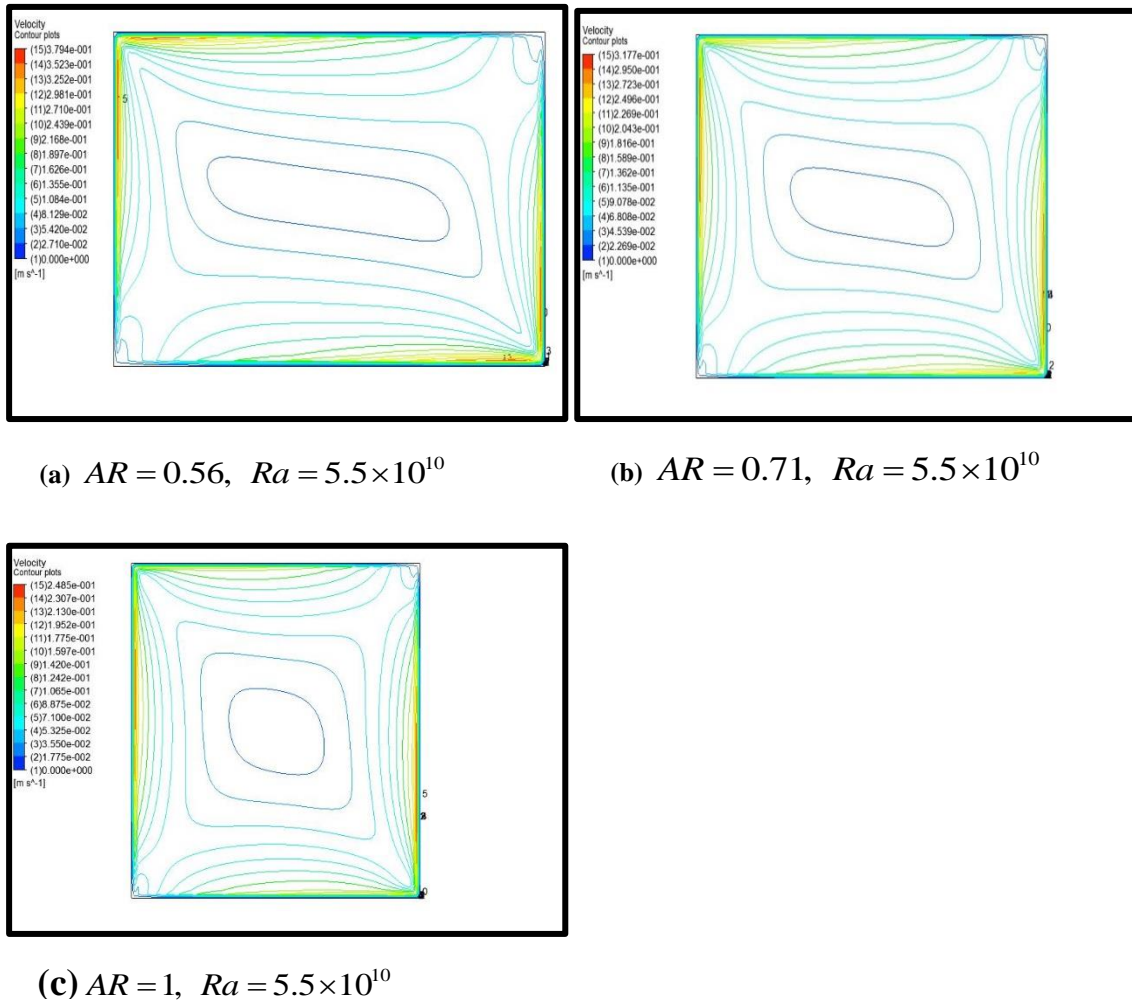 Velocity
Contour plots
(15)3.794e-001
(14)3.523e-001
(13)3.252e-001
(12)2.981e-001
(11)2.710e-001
(10)2.439e-001
(9)2.168e-001
(8)1.897e-001
(7)1.626e-001
(6)1.355e-001
(5)1.084e-001
(4)8.129e-002
(3)5.420e-002
(2)2.710e-002
(1)0.000e+000
[m s^-1]
5
3
Velocity
Contour plots
(15)3.177e-001
(14)2.950e-001
(13)2.723e-001
(12)2.496e-001
(11)2.269e-001
(10)2.043e-001
(9)1.816e-001
(8)1.589e-001
(7)1.362e-001
(6)1.135e-001
(5)9.078e-002
(4)6.808e-002
(3)4.539e-002
(2)2.269e-002
(1)0.000e+000
[m s^-1]
0
2
(a) AR = 0.56, Ra = 5.5×10¹⁰
(b) AR = 0.71, Ra = 5.5×10¹⁰
Velocity
Contour plots
(15)2.485e-001
(14)2.307e-001
(13)2.130e-001
(12)1.952e-001
(11)1.775e-001
(10)1.597e-001
(9)1.420e-001
(8)1.242e-001
(7)1.065e-001
(6)8.875e-002
(5)7.100e-002
(4)5.325e-002
(3)3.550e-002
(2)1.775e-002
(1)0.000e+000
[m s^-1]
5
0
(c) AR = 1, Ra = 5.5×10¹⁰